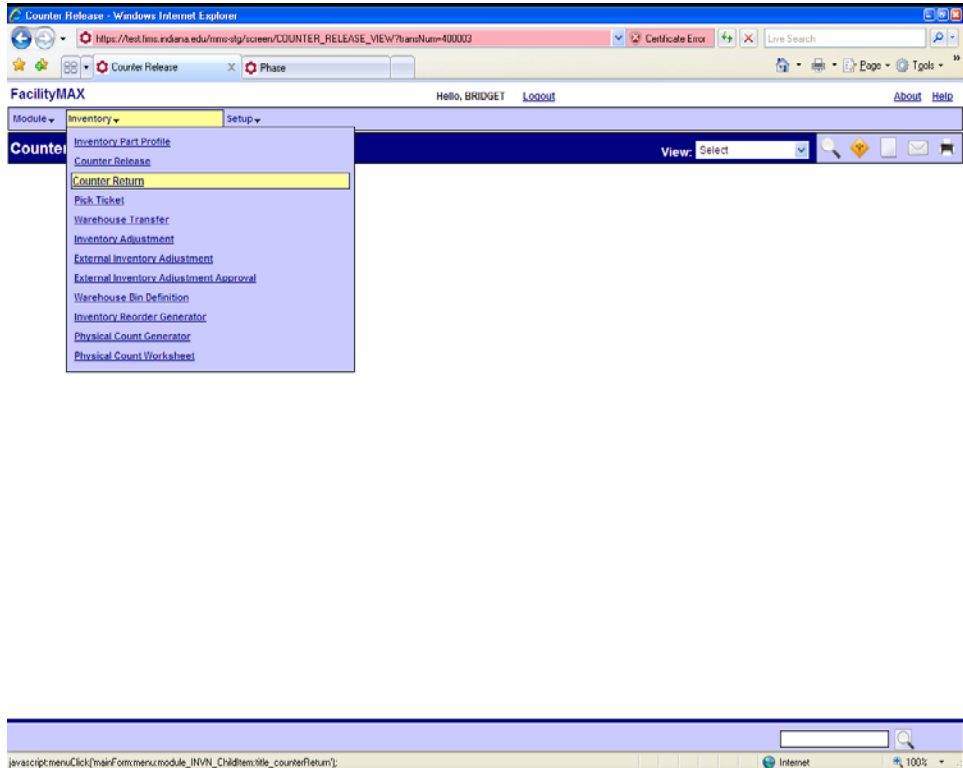 Counter Release - Windows Internet Explorer
https://test.fms.indiana.edu/mms-stg/screen/COUNTER_RELEASE_VIEW?transNum=400003 Certificate Error Live Search
Counter Release Phase Page Tools
FacilityMAX Hello, BRIDGET Logout About Help
Module Inventory Setup
Counte View: Select
Inventory Part Profile
Counter Release
Counter Return
Pick Ticket
Warehouse Transfer
Inventory Adjustment
External Inventory Adjustment
External Inventory Adjustment Approval
Warehouse Bin Definition
Inventory Reorder Generator
Physical Count Generator
Physical Count Worksheet
javascript:menuClick('mainForm:menu:module_INVN_ChildItem:title_counterReturn'); Internet 100%